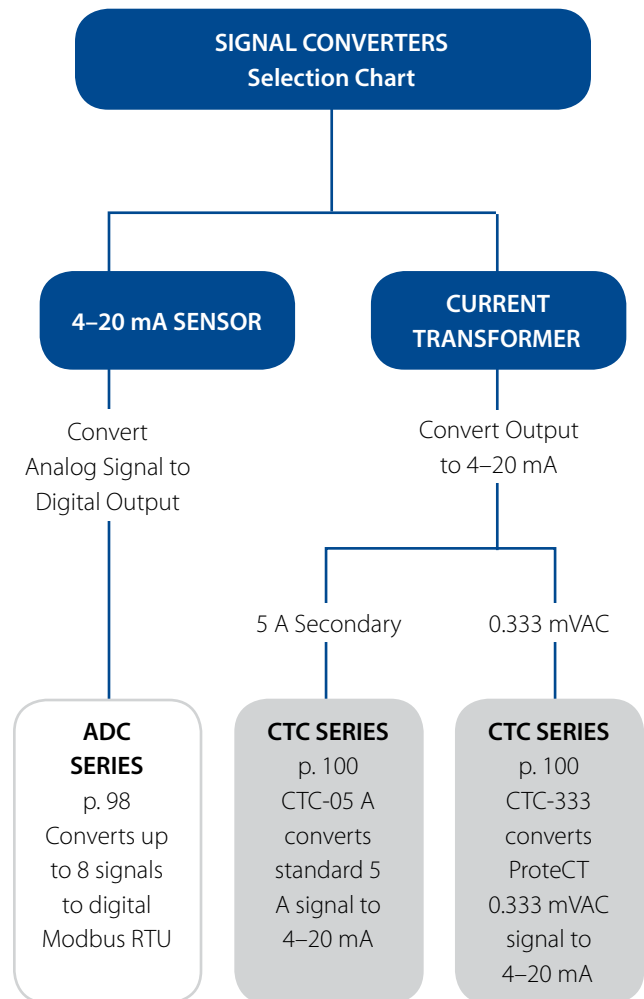 SIGNAL CONVERTERS
Selection Chart
4–20 mA SENSOR
CURRENT
TRANSFORMER
Convert
Analog Signal to
Digital Output
Convert Output
to 4–20 mA
5 A Secondary
0.333 mVAC
ADC
SERIES
p. 98
Converts up
to 8 signals
to digital
Modbus RTU
CTC SERIES
p. 100
CTC-05 A
converts
standard 5
A signal to
4–20 mA
CTC SERIES
p. 100
CTC-333
converts
ProteCT
0.333 mVAC
signal to
4–20 mA